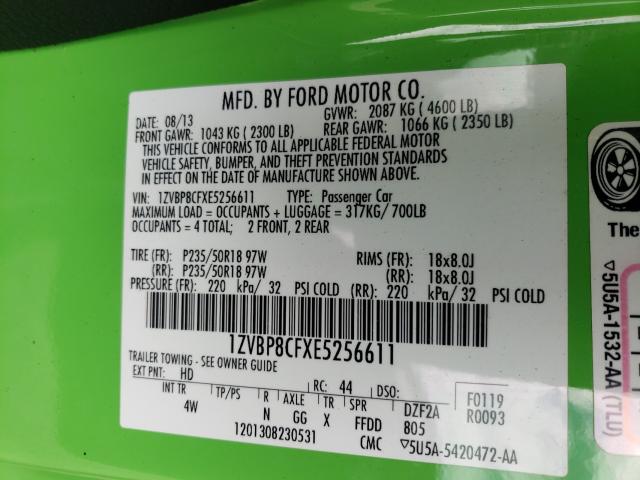 MFD. BY FORD MOTOR CO.
DATE: 08/13 GVWR: 2087 KG ( 4600 LB)
FRONT GAWR: 1043 KG ( 2300 LB) REAR GAWR: 1066 KG ( 2350 LB)
THIS VEHICLE CONFORMS TO ALL APPLICABLE FEDERAL MOTOR
VEHICLE SAFETY, BUMPER, AND THEFT PREVENTION STANDARDS
IN EFFECT ON THE DATE OF MANUFACTURE SHOWN ABOVE.
VIN: 1ZVBP8CFXE5256611 TYPE: Passenger Car
MAXIMUM LOAD = OCCUPANTS + LUGGAGE = 317KG/ 700LB
OCCUPANTS = 4 TOTAL; 2 FRONT, 2 REAR
TIRE (FR): P235/50R18 97W RIMS (FR): 18x8.0J
(RR): P235/50R18 97W (RR): 18x8.0J
PRESSURE (FR): 220 kPa/ 32 PSI COLD (RR): 220 kPa/ 32 PSI COLD
1ZVBP8CFXE5256611
TRAILER TOWING - SEE OWNER GUIDE
EXT PNT: HD RC: 44 DSO: F0119
INT TR TP/PS R AXLE TR SPR DZF2A R0093
4W N GG X FFDD 805
1201308230531 CMC ▽5U5A-5420472-AA
The
▽5U5A-1532-AA (TLU)